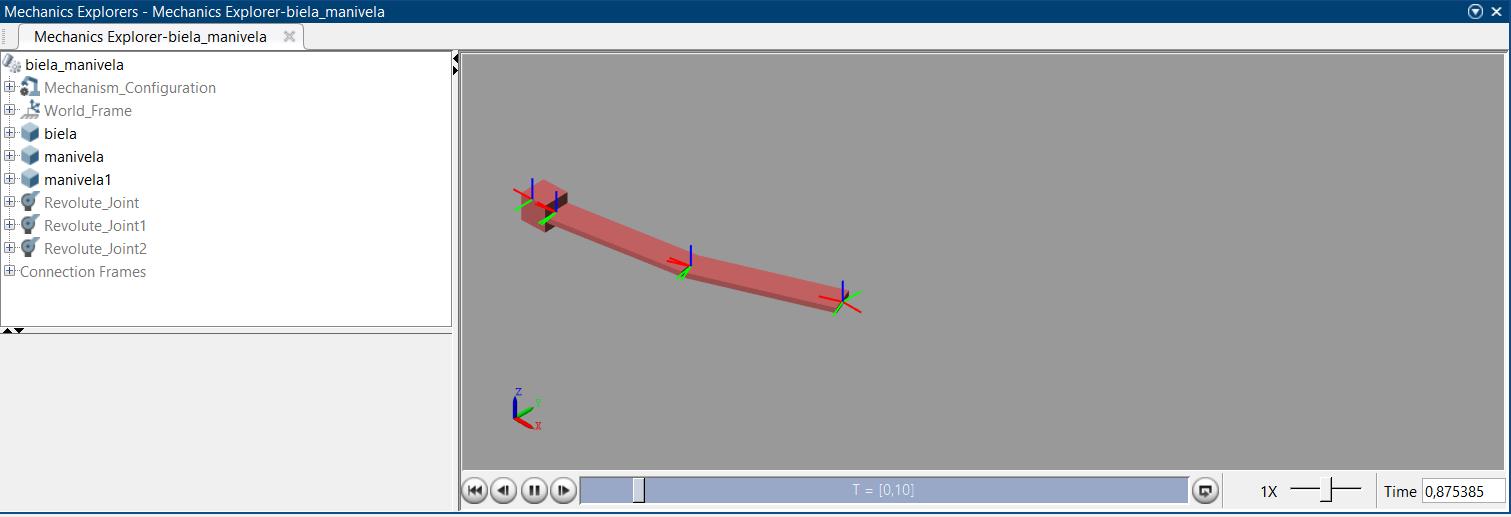 Mechanics Explorers - Mechanics Explorer-biela_manivela
Mechanics Explorer-biela_manivela
biela_manivela
Mechanism_Configuration
World_Frame
biela
manivela
manivela1
Revolute_Joint
Revolute_Joint1
Revolute_Joint2
Connection Frames
Z
Y
X
T = [0,10]
1X
Time 0,875385